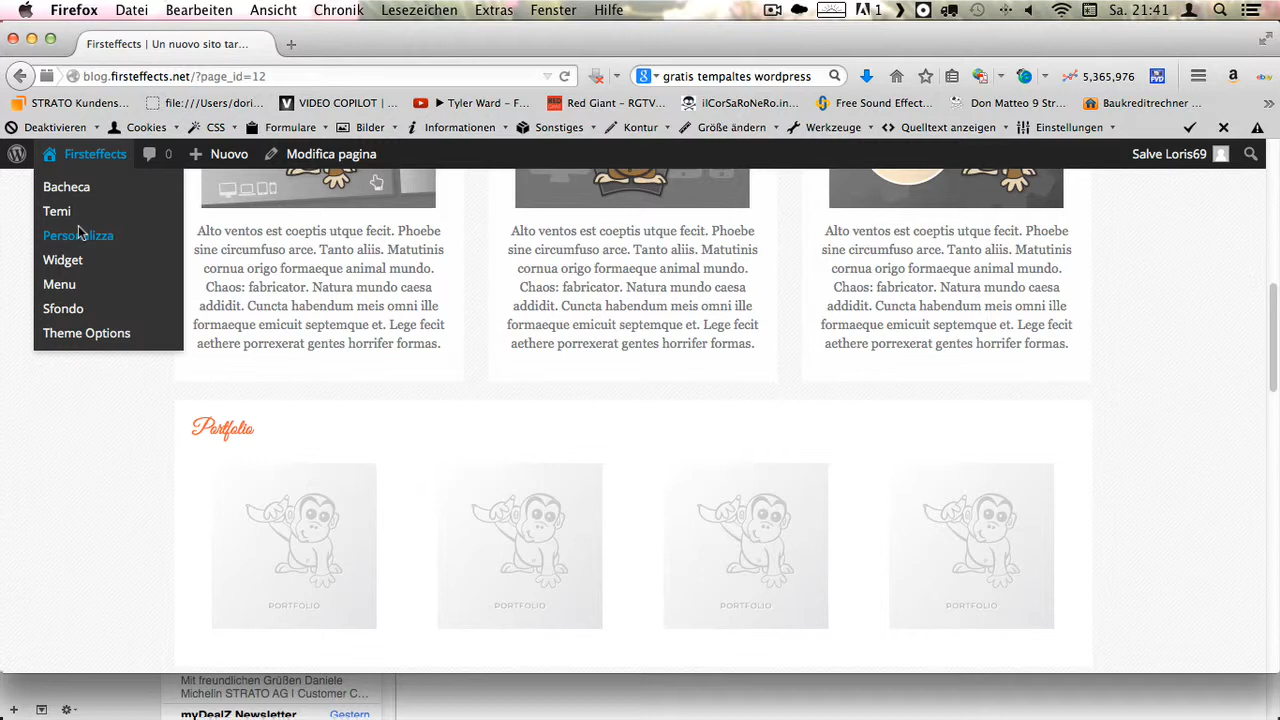 Firefox Datei Bearbeiten Ansicht Chronik Lesezeichen Extras Fenster Hilfe 1 Sa. 21:41
Firsteffects | Un nuovo sito tar...
blog.firsteffects.net/?page_id=12 gratis tempaltes wordpress 5,365,976
STRATO Kundens... file:///Users/dori... VIDEO COPILOT | ... Tyler Ward - F... Red Giant - RGTV... ilCorSaRoNeRo.in... Free Sound Effect... Don Matteo 9 Str... Baukreditrechner ...
Deaktivieren Cookies CSS Formulare Bilder Informationen Sonstiges Kontur Größe ändern Werkzeuge Quelltext anzeigen Einstellungen
Firsteffects 0 Nuovo Modifica pagina Salve Loris69
Bacheca
Temi
Personalizza
Widget
Menu
Sfondo
Theme Options
Alto ventos est coeptis utque fecit. Phoebe
sine circumfuso arce. Tanto aliis. Matutinis
cornua origo formaeque animal mundo.
Chaos: fabricator. Natura mundo caesa
addidit. Cuncta habendum meis omni ille
formaeque emicuit septemque et. Lege fecit
aethere porrexerat gentes horrifer formas.
Alto ventos est coeptis utque fecit. Phoebe
sine circumfuso arce. Tanto aliis. Matutinis
cornua origo formaeque animal mundo.
Chaos: fabricator. Natura mundo caesa
addidit. Cuncta habendum meis omni ille
formaeque emicuit septemque et. Lege fecit
aethere porrexerat gentes horrifer formas.
Alto ventos est coeptis utque fecit. Phoebe
sine circumfuso arce. Tanto aliis. Matutinis
cornua origo formaeque animal mundo.
Chaos: fabricator. Natura mundo caesa
addidit. Cuncta habendum meis omni ille
formaeque emicuit septemque et. Lege fecit
aethere porrexerat gentes horrifer formas.
Portfolio
PORTFOLIO PORTFOLIO PORTFOLIO PORTFOLIO
Mit freundlichen Grüßen Daniele
Michelin STRATO AG | Customer C...
myDealZ Newsletter Gestern